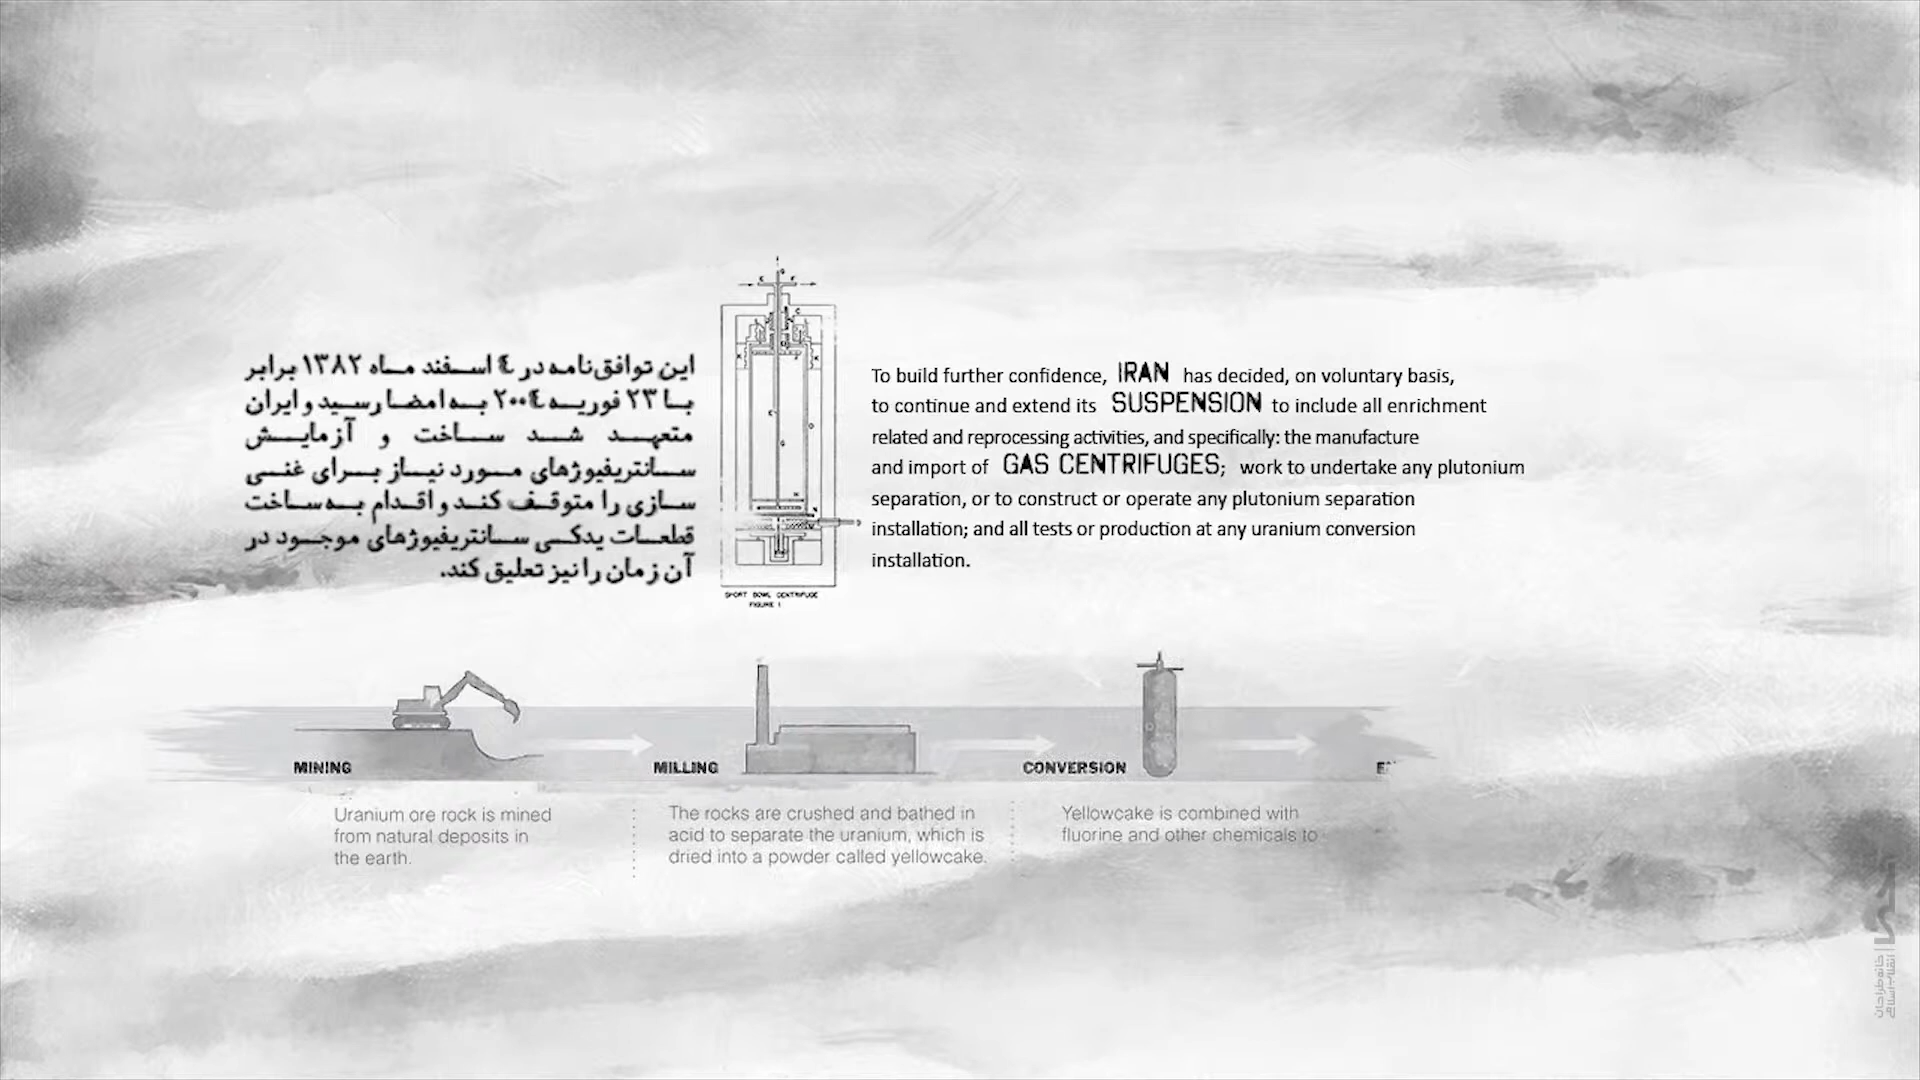 این توافق‌نامه در ٤ اسفند ماه ١٣٨٢ برابر
با ٢٣ فوریه ٢٠٠٤ به امضا رسید و ایران
متعهد شد ساخت و آزمایش
سانتریفیوژهای مورد نیاز برای غنی
سازی را متوقف کند و اقدام به ساخت
قطعات یدکی سانتریفیوژهای موجود در
آن زمان را نیز تعلیق کند.
SHORT BOWL CENTRIFUGE
FIGURE 1
To build further confidence, IRAN has decided, on voluntary basis,
to continue and extend its SUSPENSION to include all enrichment
related and reprocessing activities, and specifically: the manufacture
and import of GAS CENTRIFUGES; work to undertake any plutonium
separation, or to construct or operate any plutonium separation
installation; and all tests or production at any uranium conversion
installation.
MINING
Uranium ore rock is mined
from natural deposits in
the earth.
MILLING
The rocks are crushed and bathed in
acid to separate the uranium, which is
dried into a powder called yellowcake.
CONVERSION
Yellowcake is combined with
fluorine and other chemicals to
خانه طراحان
انقلاب اسلامی